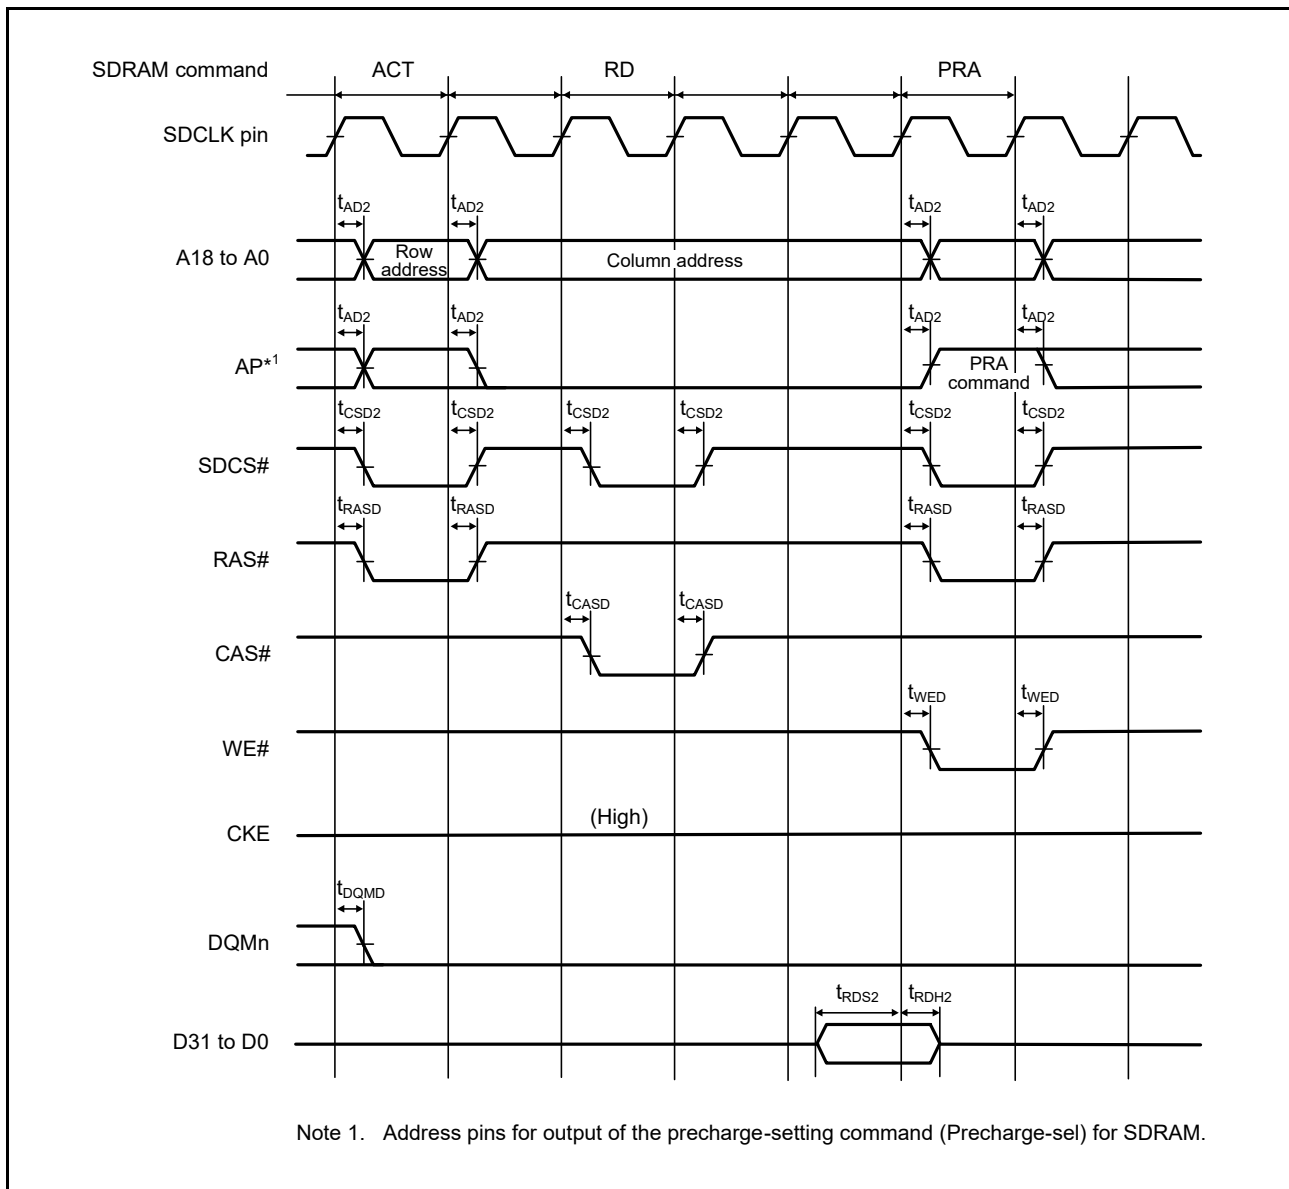 SDRAM command ACT RD PRA
SDCLK pin
tAD2 tAD2 tAD2 tAD2
A18 to A0
Row
address
Column address
tAD2 tAD2 tAD2 tAD2
AP*1
PRA
command
tCSD2 tCSD2 tCSD2 tCSD2 tCSD2 tCSD2
SDCS#
tRASD tRASD tRASD tRASD
RAS#
tCASD tCASD
CAS#
tWED tWED
WE#
(High)
CKE
tDQMD
DQMn
tRDS2 tRDH2
D31 to D0
Note 1. Address pins for output of the precharge-setting command (Precharge-sel) for SDRAM.